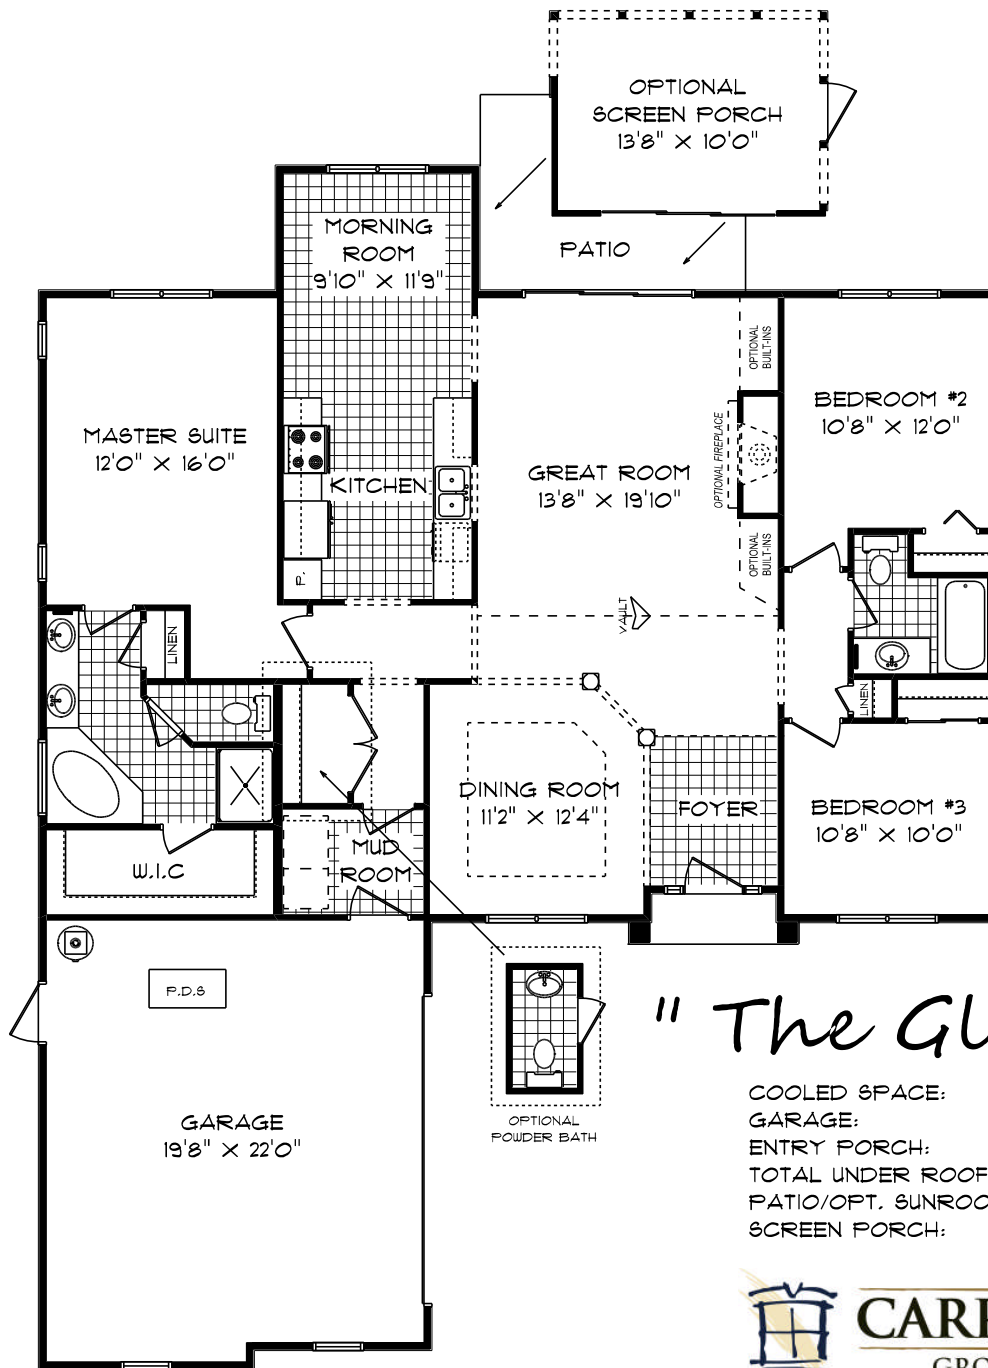 OPTIONAL
SCREEN PORCH
13'8" X 10'0"
PATIO
MORNING
ROOM
9'10" X 11'9"
OPTIONAL
BUILT-INS
BEDROOM #2
10'8" X 12'0"
MASTER SUITE
12'0" X 16'0"
OPTIONAL FIREPLACE
GREAT ROOM
13'8" X 19'10"
KITCHEN
OPTIONAL
BUILT-INS
P.
VAULT
LINEN
LINEN
DINING ROOM
11'2" X 12'4"
FOYER
BEDROOM #3
10'8" X 10'0"
MUD
ROOM
W.I.C
P.D.S
" The Gl
OPTIONAL
POWDER BATH
GARAGE
19'8" X 22'0"
COOLED SPACE:
GARAGE:
ENTRY PORCH:
TOTAL UNDER ROOF
PATIO/OPT. SUNROO
SCREEN PORCH:
CAR
GRO